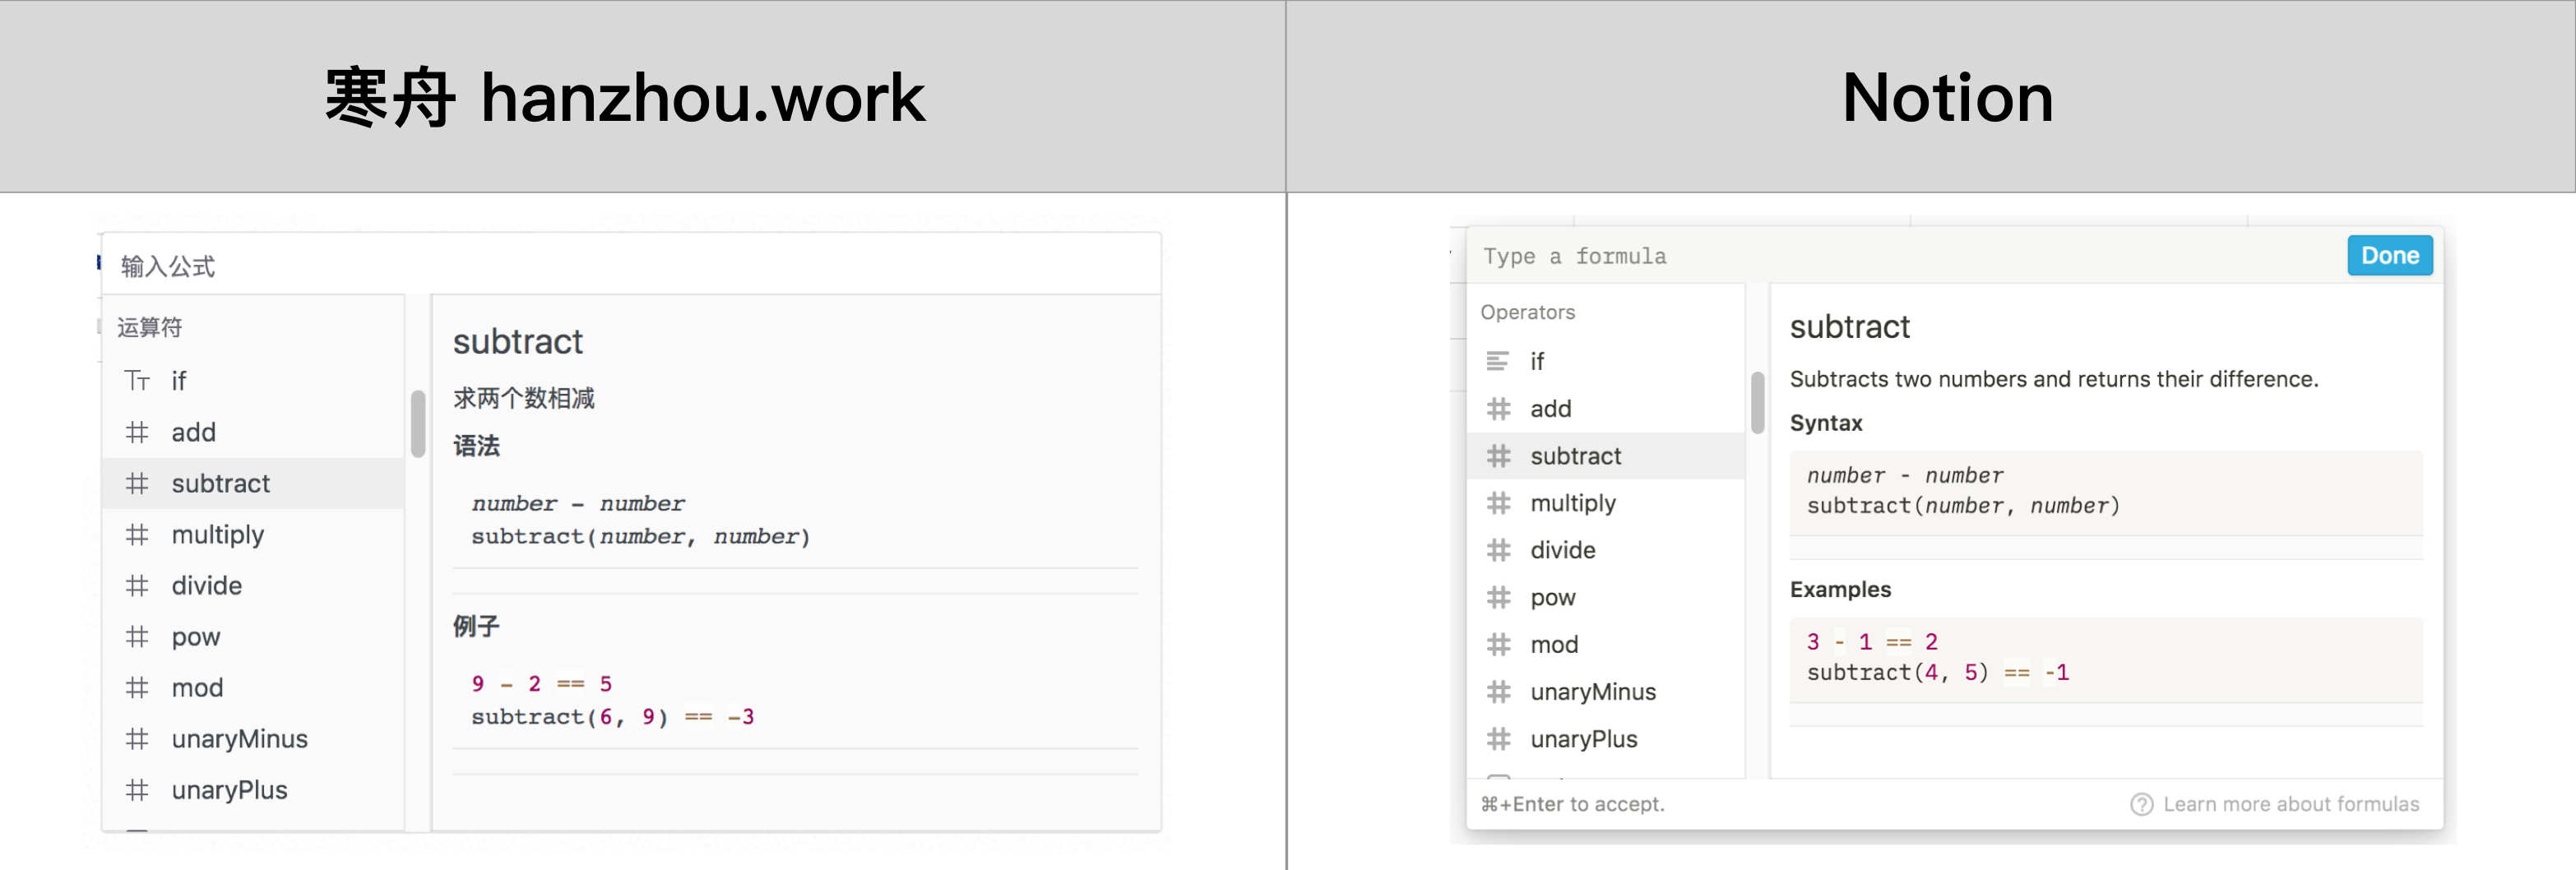 寒舟 hanzhou.work
Notion
输入公式
运算符
if
add
subtract
multiply
divide
pow
mod
unaryMinus
unaryPlus
subtract
求两个数相减
语法
number – number
subtract(number, number)
例子
9 – 2 == 5
subtract(6, 9) == –3
Type a formula
Done
Operators
if
add
subtract
multiply
divide
pow
mod
unaryMinus
unaryPlus
subtract
Subtracts two numbers and returns their difference.
Syntax
number - number
subtract(number, number)
Examples
3 - 1 == 2
subtract(4, 5) == -1
⌘+Enter to accept.
Learn more about formulas